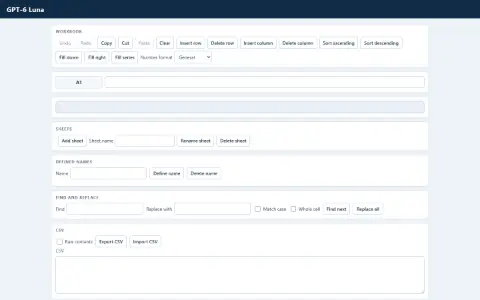 GPT-6 Luna
WORKBOOK
Undo Redo Copy Cut Paste Clear Insert row Delete row Insert column Delete column Sort ascending Sort descending
Fill down Fill right Fill series Number format General
A1
SHEETS
Add sheet Sheet name Rename sheet Delete sheet
DEFINED NAMES
Name Define name Delete name
FIND AND REPLACE
Find Replace with Match case Whole cell Find next Replace all
CSV
Raw contents Export CSV Import CSV
CSV